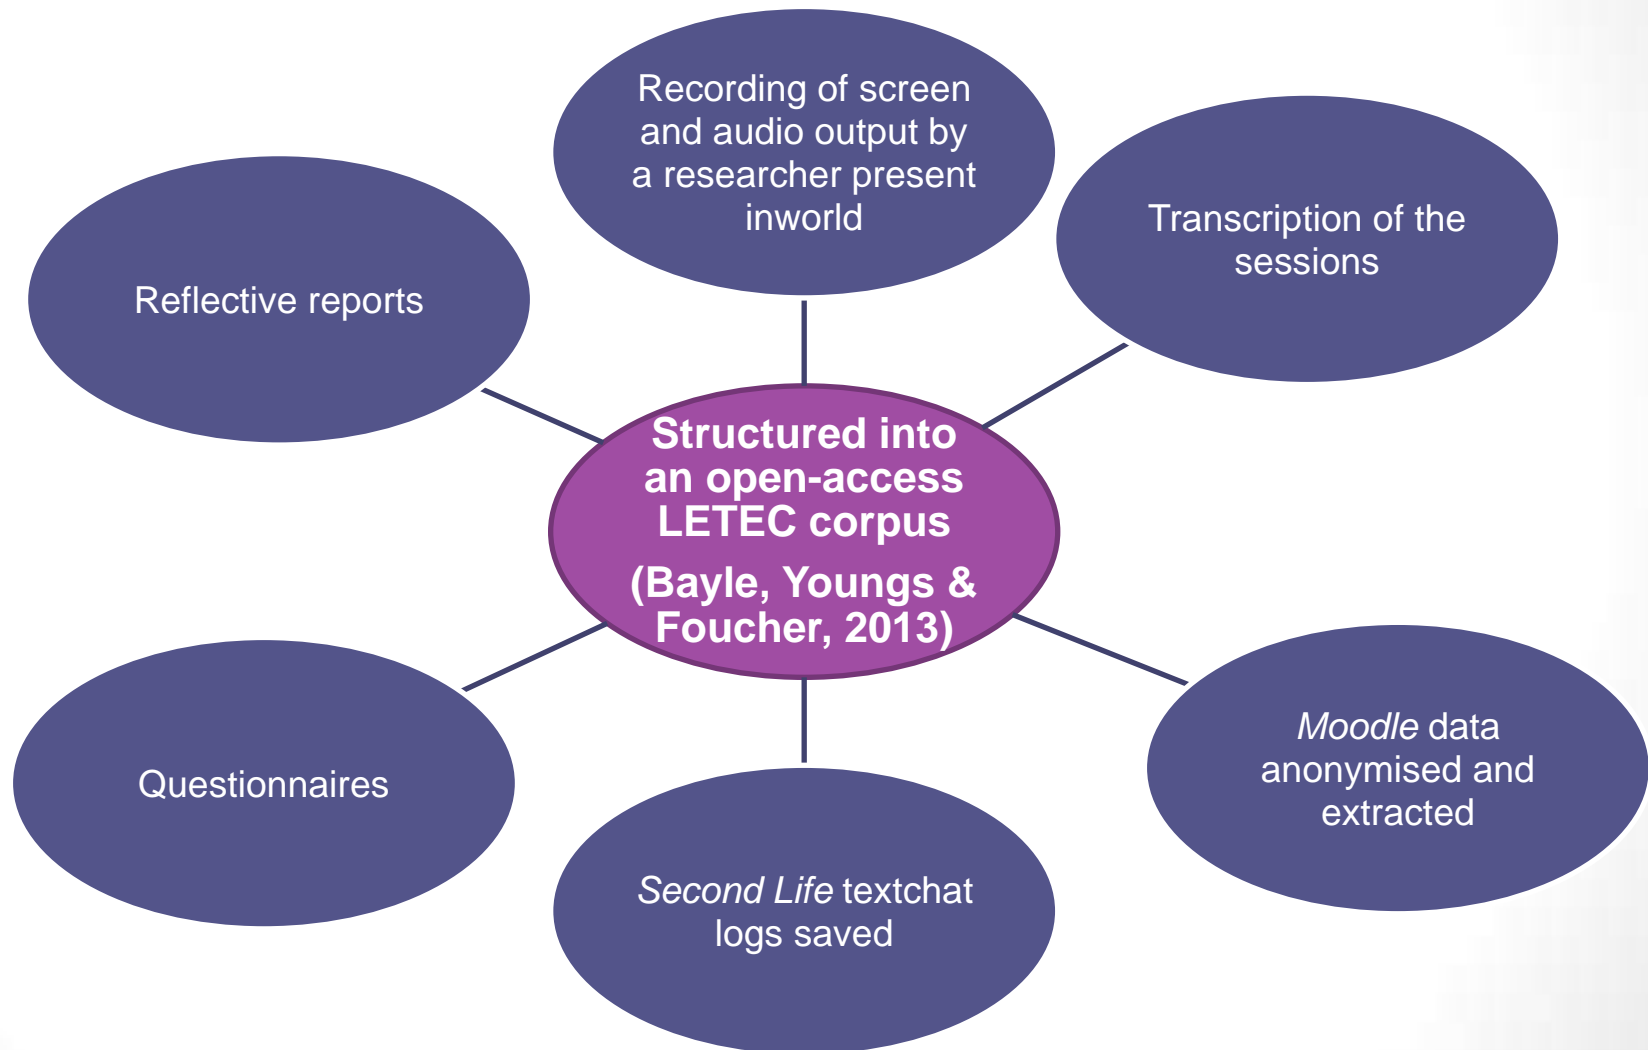 Recording of screen
and audio output by
a researcher present
inworld
Transcription of the
sessions
Reflective reports
Structured into
an open-access
LETEC corpus
(Bayle, Youngs &
Foucher, 2013)
Moodle data
anonymised and
extracted
Questionnaires
Second Life textchat
logs saved